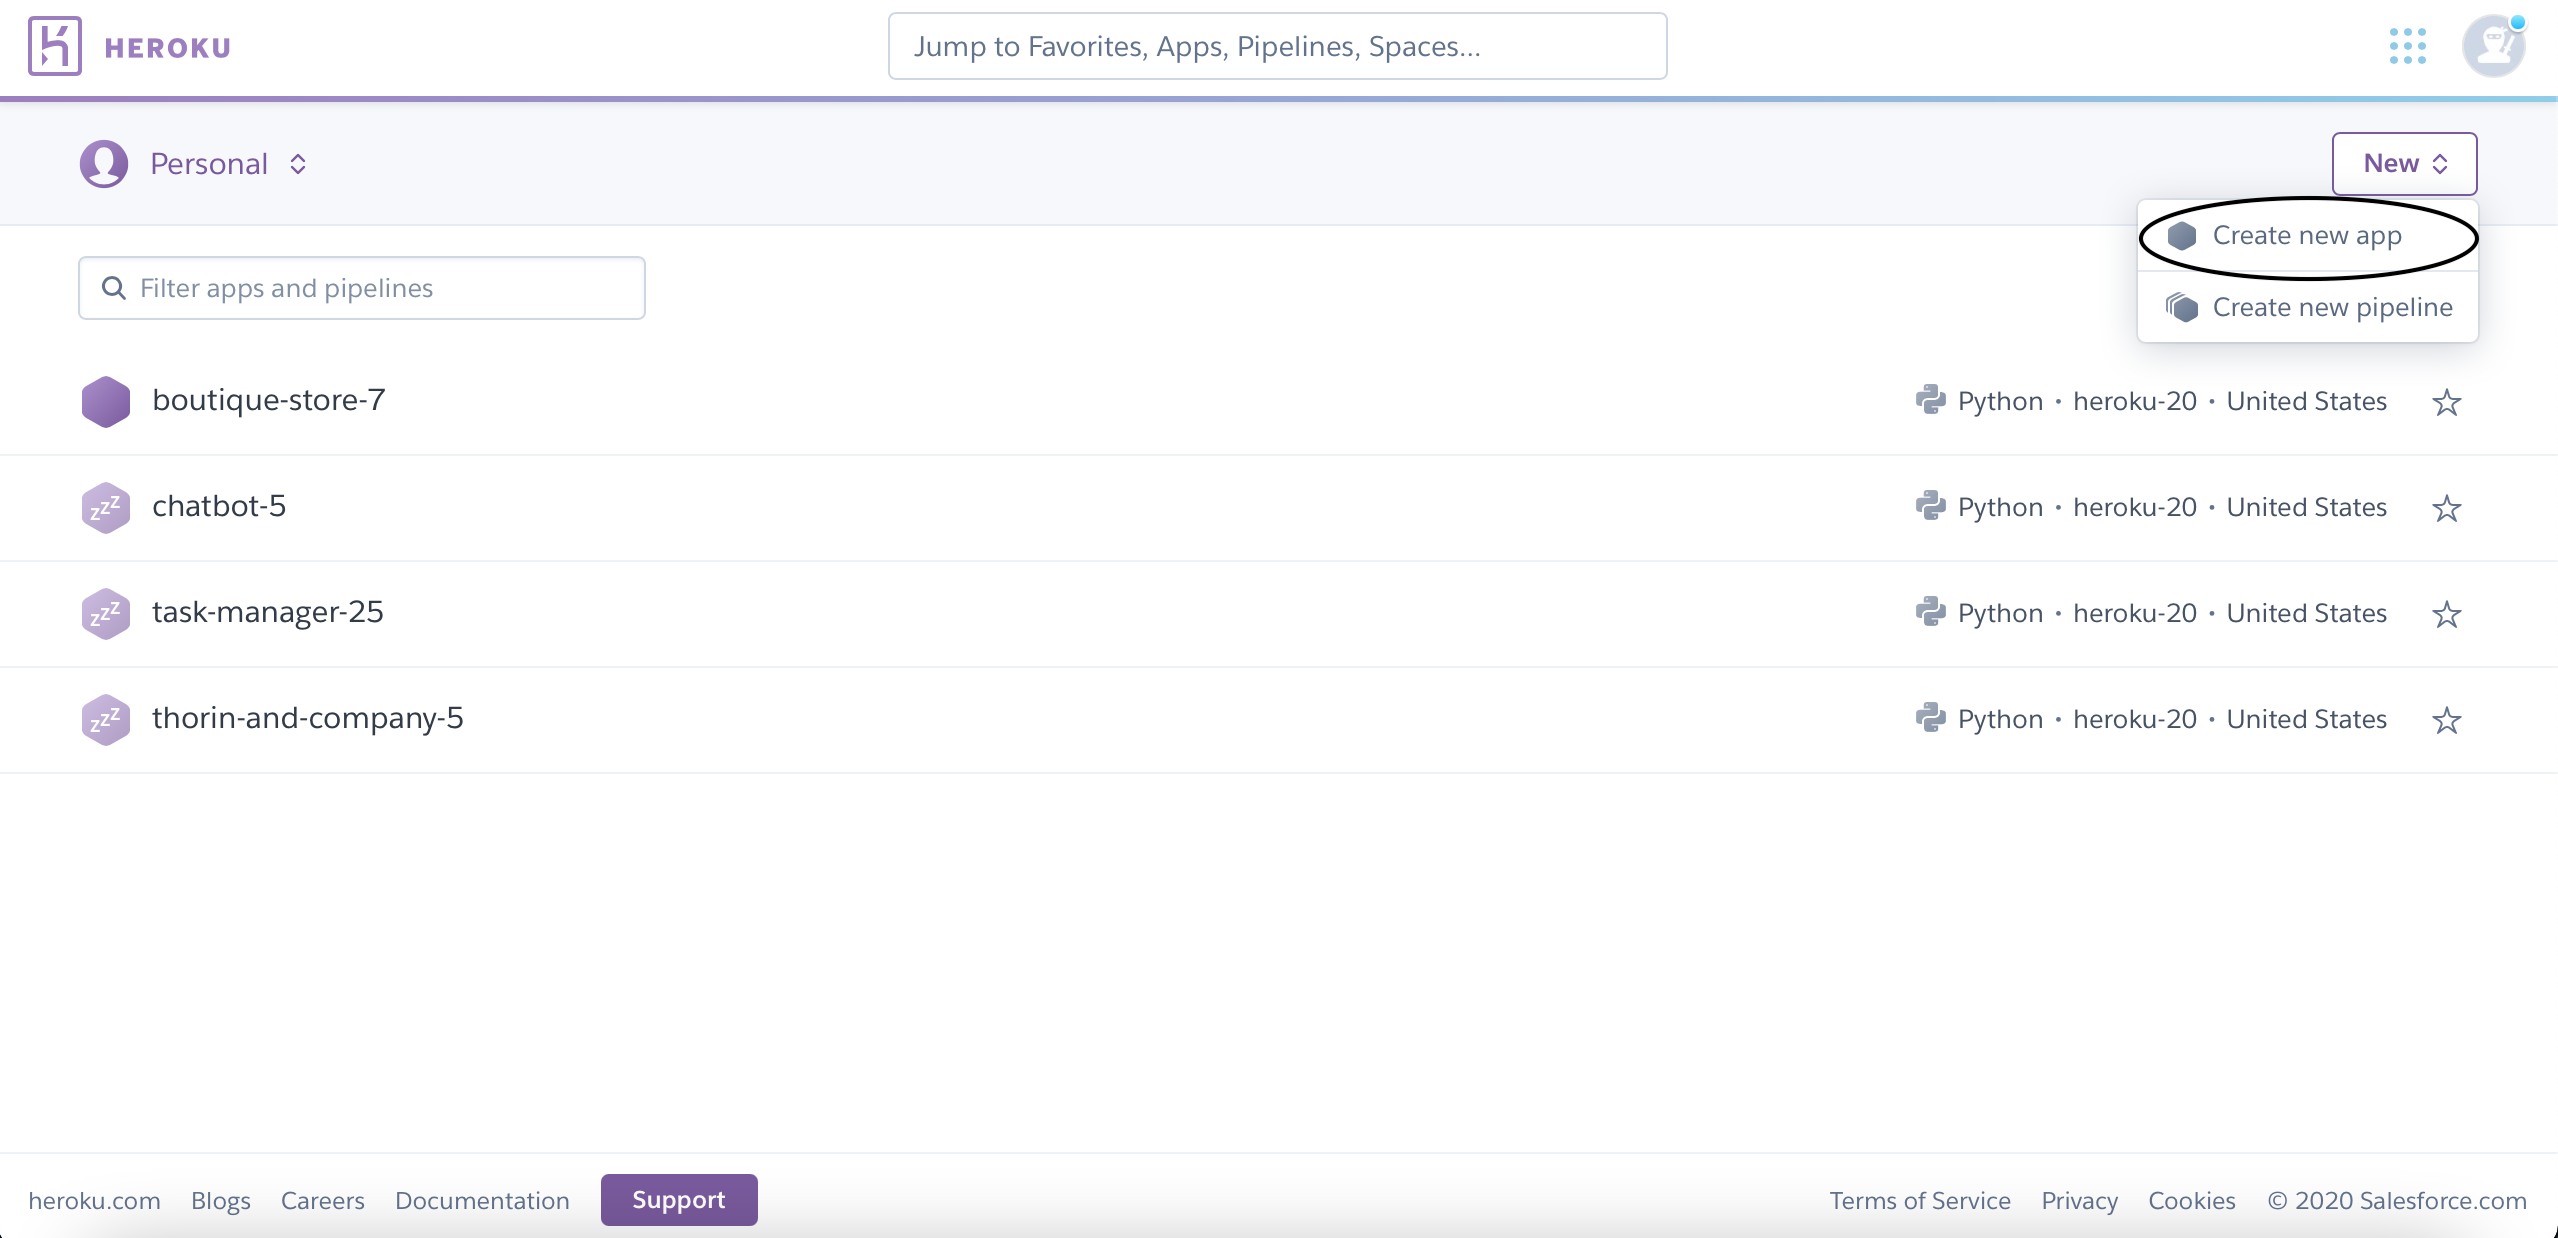 HEROKU
Jump to Favorites, Apps, Pipelines, Spaces...
Personal
New
Create new app
Create new pipeline
Filter apps and pipelines
boutique-store-7 Python • heroku-20 • United States
zzZ chatbot-5 Python • heroku-20 • United States
zzZ task-manager-25 Python • heroku-20 • United States
zzZ thorin-and-company-5 Python • heroku-20 • United States
heroku.com Blogs Careers Documentation Support Terms of Service Privacy Cookies © 2020 Salesforce.com